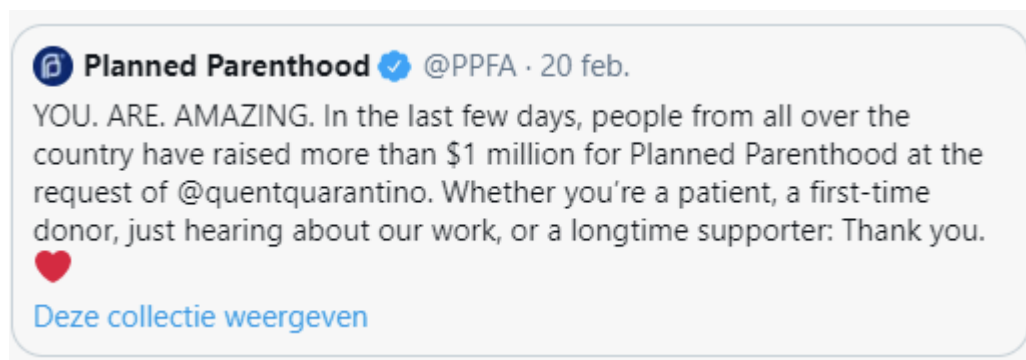 Planned Parenthood @PPFA · 20 feb.
YOU. ARE. AMAZING. In the last few days, people from all over the
country have raised more than $1 million for Planned Parenthood at the
request of @quentquarantino. Whether you’re a patient, a first-time
donor, just hearing about our work, or a longtime supporter: Thank you.
❤️
Deze collectie weergeven